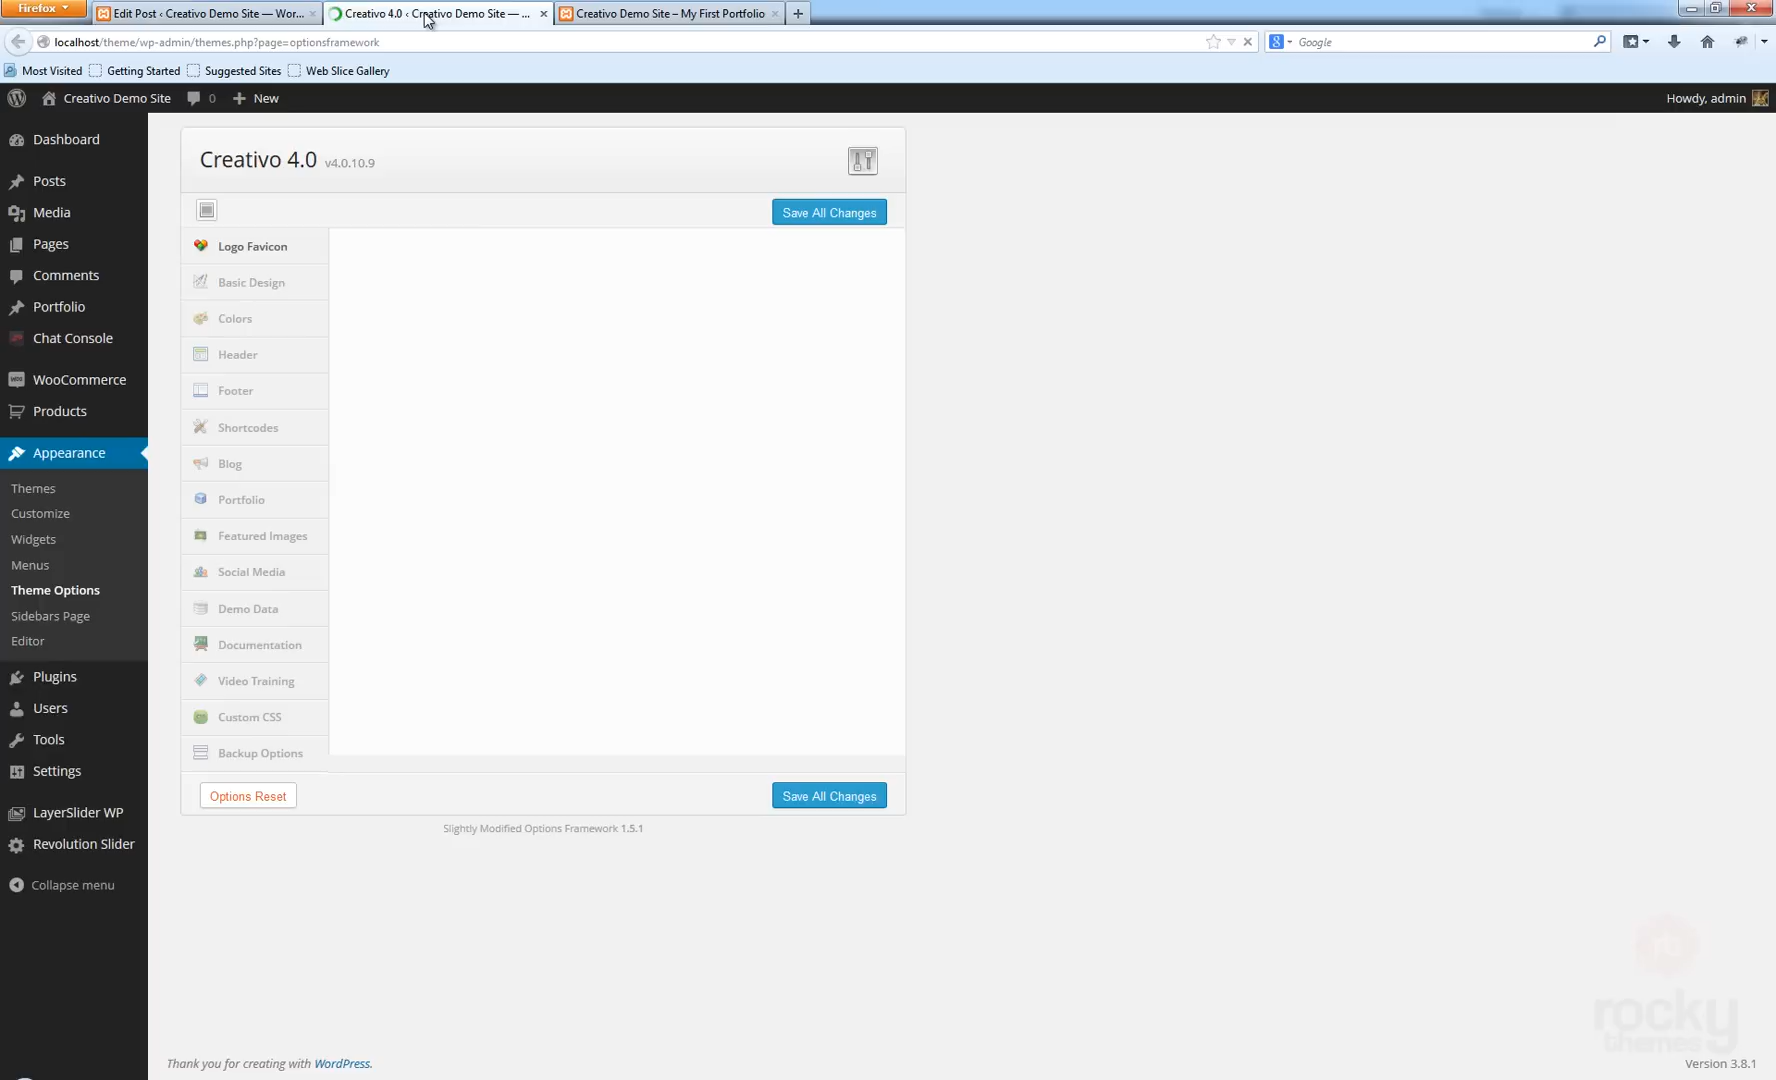 Firefox
Edit Post ‹ Creativo Demo Site — Wor...
Creativo 4.0 ‹ Creativo Demo Site — ...
Creativo Demo Site – My First Portfolio
localhost/theme/wp-admin/themes.php?page=optionsframework
Google
Most Visited
Getting Started
Suggested Sites
Web Slice Gallery
Creativo Demo Site
0
New
Howdy, admin
Dashboard
Posts
Media
Pages
Comments
Portfolio
Chat Console
WooCommerce
Products
Appearance
Themes
Customize
Widgets
Menus
Theme Options
Sidebars Page
Editor
Plugins
Users
Tools
Settings
LayerSlider WP
Revolution Slider
Collapse menu
Creativo 4.0 v4.0.10.9
Save All Changes
Logo Favicon
Basic Design
Colors
Header
Footer
Shortcodes
Blog
Portfolio
Featured Images
Social Media
Demo Data
Documentation
Video Training
Custom CSS
Backup Options
Options Reset
Save All Changes
Slightly Modified Options Framework 1.5.1
rocky
themes
Thank you for creating with WordPress.
Version 3.8.1